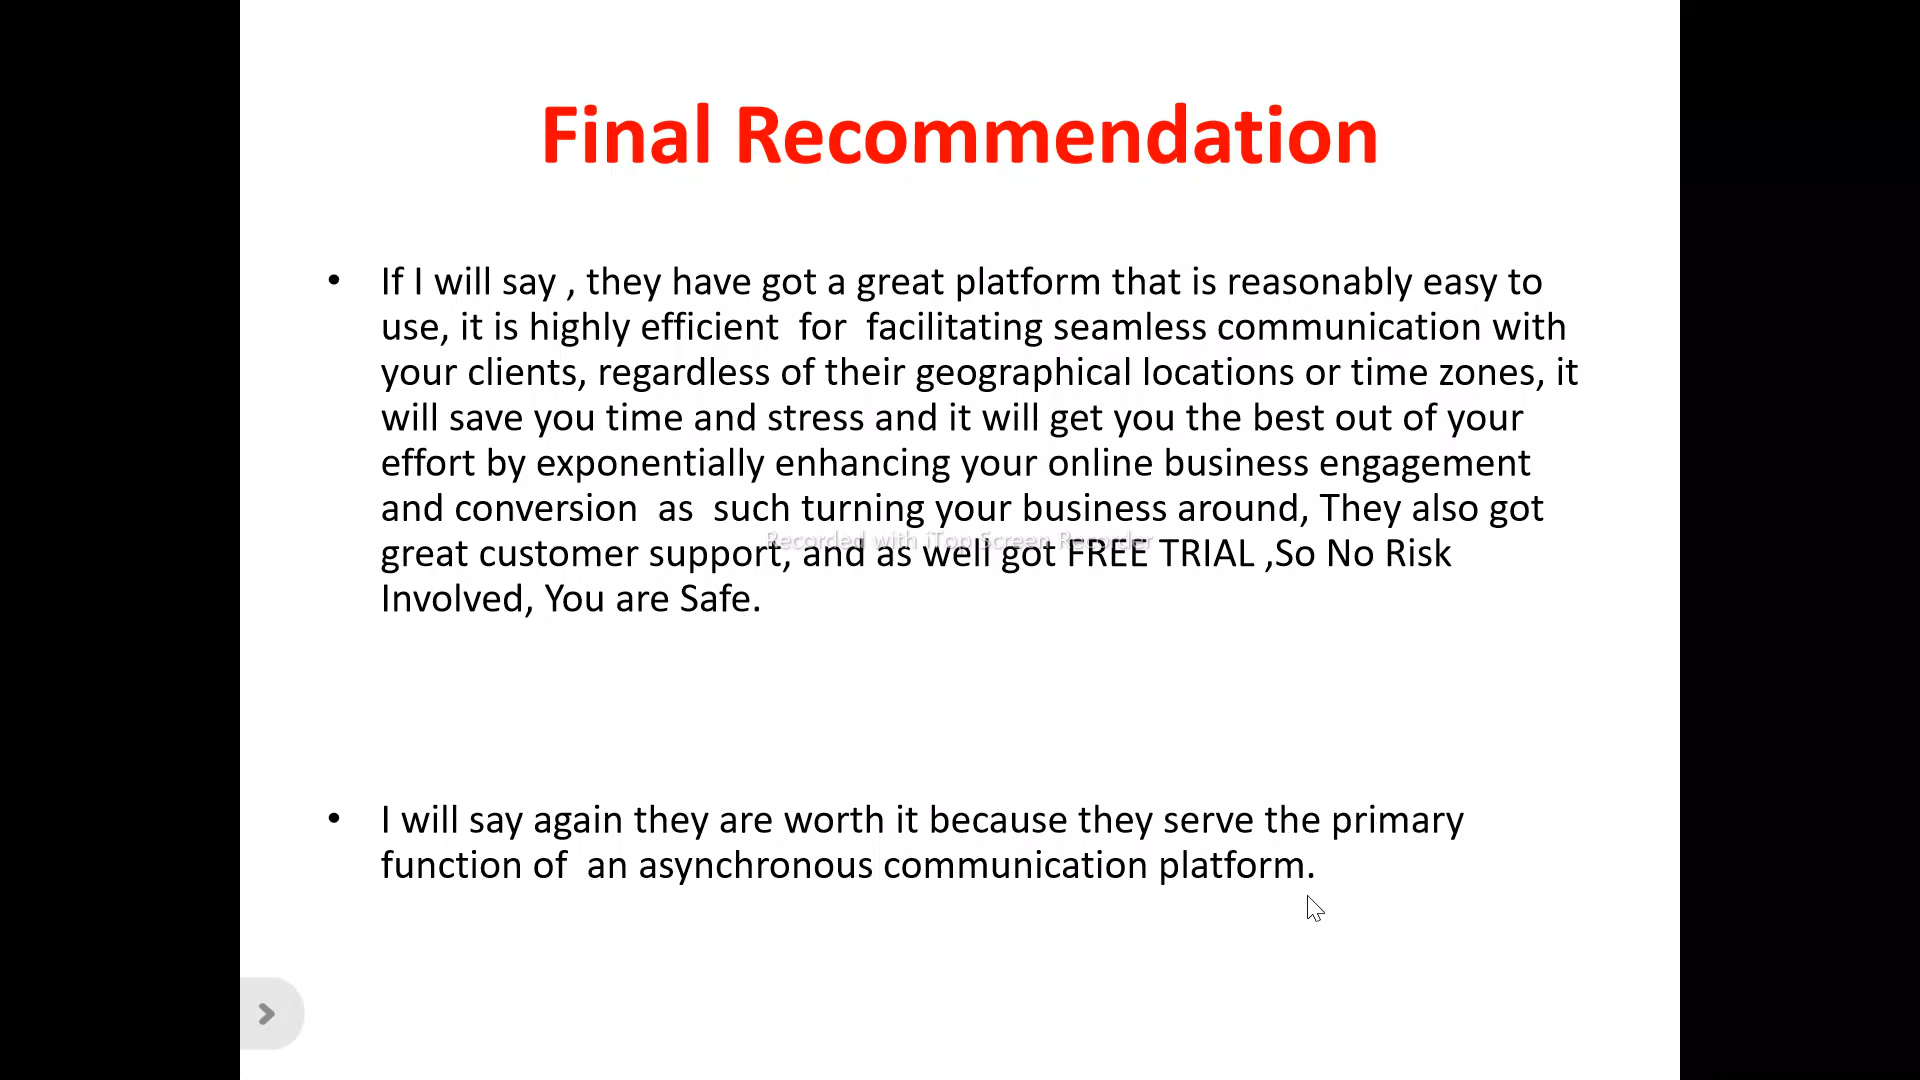 Final Recommendation
• If I will say , they have got a great platform that is reasonably easy to
use, it is highly efficient  for  facilitating seamless communication with
your clients, regardless of their geographical locations or time zones, it
will save you time and stress and it will get you the best out of your
effort by exponentially enhancing your online business engagement
and conversion  as  such turning your business around, They also got
Recorded with iTop Screen Recorder
great customer support, and as well got FREE TRIAL ,So No Risk
Involved, You are Safe.
• I will say again they are worth it because they serve the primary
function of  an asynchronous communication platform.